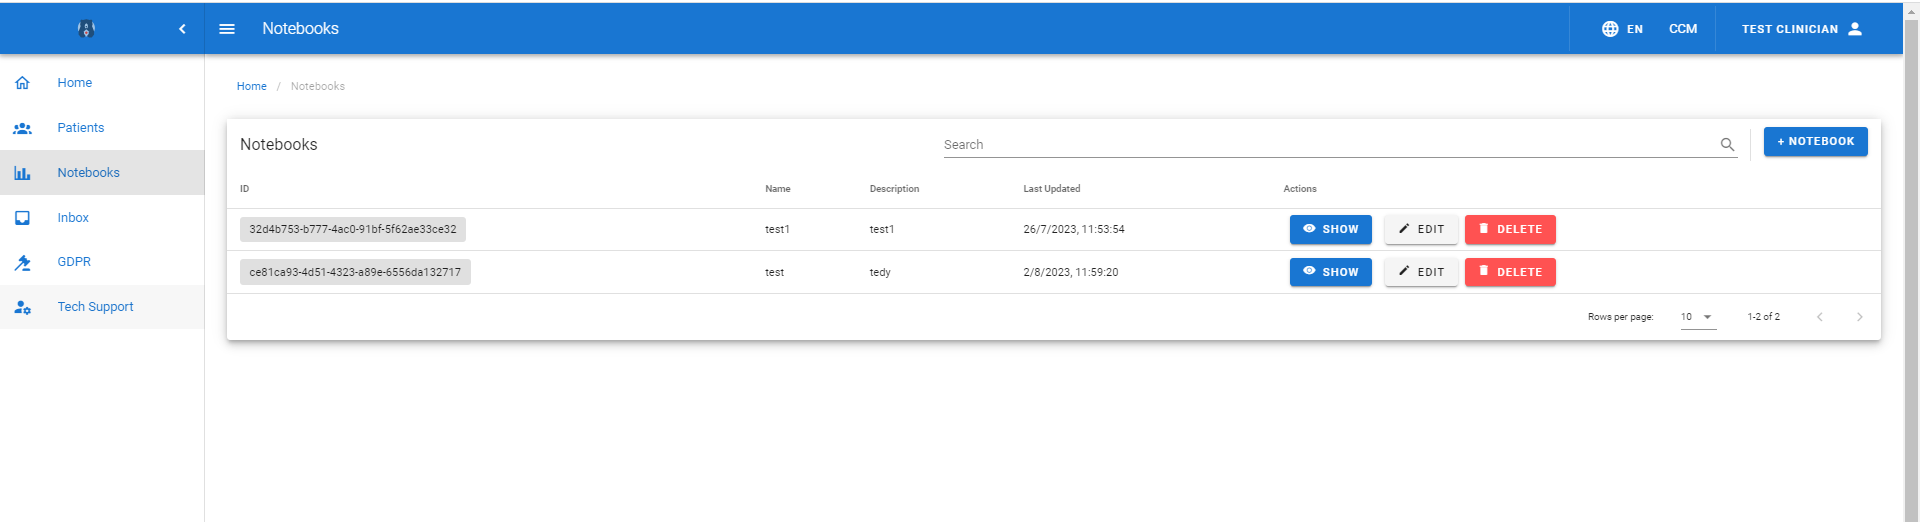 Notebooks
EN
CCM
TEST CLINICIAN
Home
Patients
Notebooks
Inbox
GDPR
Tech Support
Home / Notebooks
Notebooks
Search
+ NOTEBOOK
ID Name Description Last Updated Actions
32d4b753-b777-4ac0-91bf-5f62ae33ce32 test1 test1 26/7/2023, 11:53:54 SHOW EDIT DELETE
ce81ca93-4d51-4323-a89e-6556da132717 test tedy 2/8/2023, 11:59:20 SHOW EDIT DELETE
Rows per page: 10 1-2 of 2